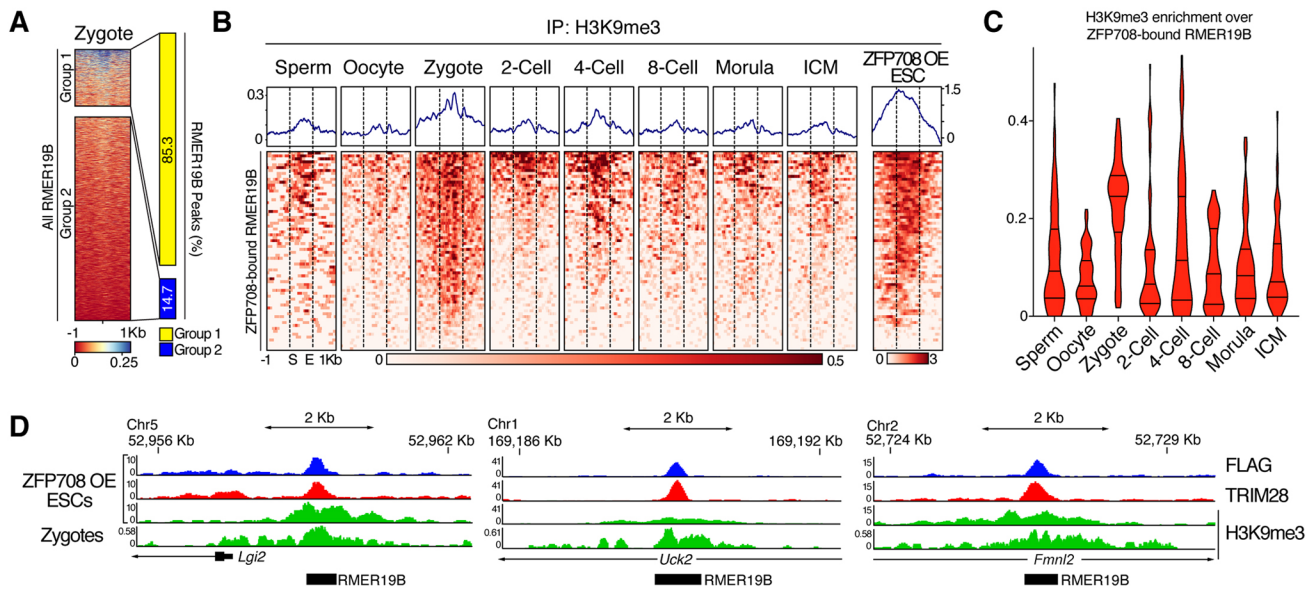 A
Zygote
Group 1
Group 2
All RMER19B
85.3
14.7
RMER19B Peaks (%)
-1 1Kb
0 0.25
Group 1
Group 2
B
IP: H3K9me3
Sperm Oocyte Zygote 2-Cell 4-Cell 8-Cell Morula ICM
ZFP708 OE
ESC
0.3
0
1.5
0
ZFP708-bound RMER19B
-1 S E 1Kb
0 0.5
0 3
C
H3K9me3 enrichment over
ZFP708-bound RMER19B
0.4
0.2
0
Sperm
Oocyte
Zygote
2-Cell
4-Cell
8-Cell
Morula
ICM
D
Chr5
52,956 Kb
2 Kb
52,962 Kb
Chr1
169,186 Kb
2 Kb
169,192 Kb
Chr2
52,724 Kb
2 Kb
52,729 Kb
ZFP708 OE
ESCs
Zygotes
10
0
10
0
10
0
0.58
0
41
0
41
0
41
0
0.61
0
15
0
15
0
15
0
0.58
0
FLAG
TRIM28
H3K9me3
Lgi2
Uck2
Fmnl2
RMER19B
RMER19B
RMER19B